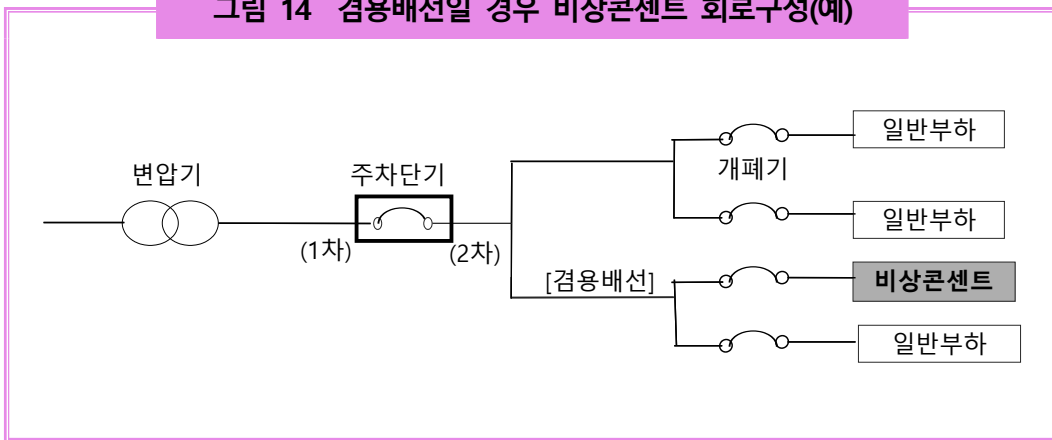 그림 14 겸용배선일 경우 비상콘센트 회로구성(예)
일반부하
변압기
주차단기
개폐기
(1차)
(2차)
일반부하
[겸용배선]
비상콘센트
일반부하